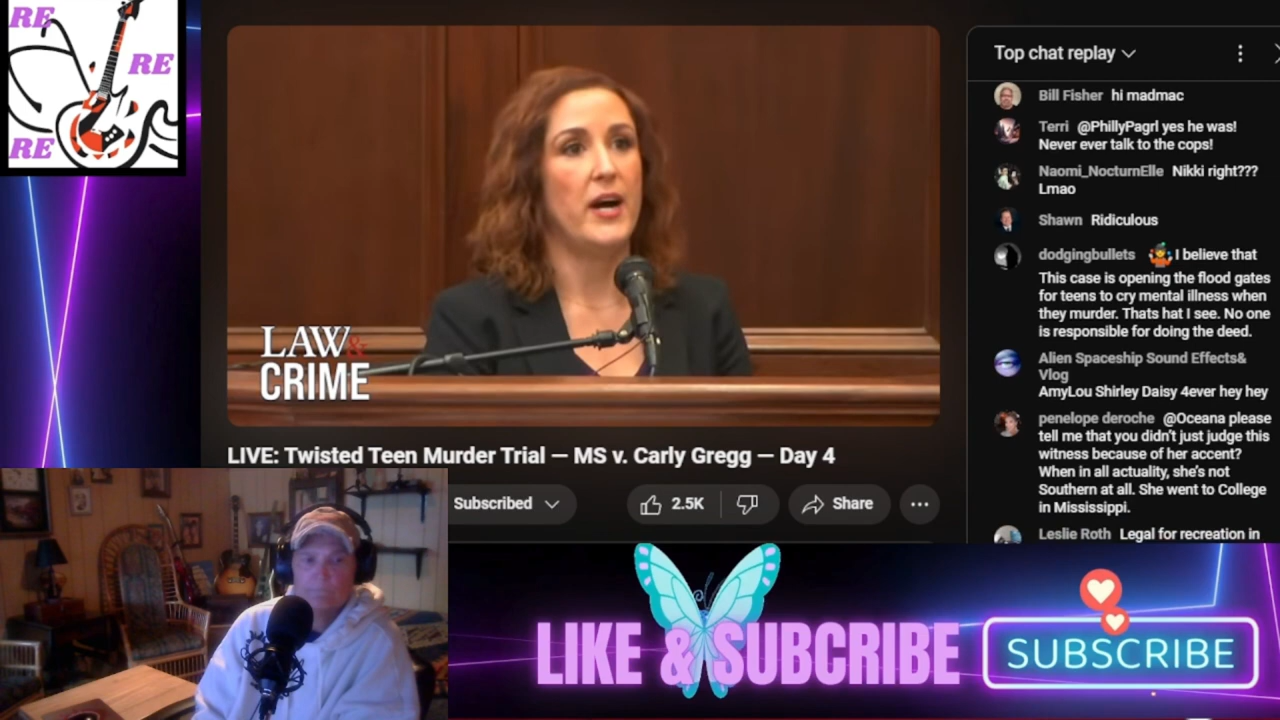 RE
RE
RE
LAW&
CRIME
LIVE: Twisted Teen Murder Trial — MS v. Carly Gregg — Day 4
Subscribed
2.5K
Share
Top chat replay
Bill Fisher hi madmac
Terri @PhillyPagrl yes he was!
Never ever talk to the cops!
Naomi_NocturnElle Nikki right???
Lmao
Shawn Ridiculous
dodgingbullets I believe that
This case is opening the flood gates
for teens to cry mental illness when
they murder. Thats hat I see. No one
is responsible for doing the deed.
Alien Spaceship Sound Effects&
Vlog
AmyLou Shirley Daisy 4ever hey hey
penelope deroche @Oceana please
tell me that you didn't just judge this
witness because of her accent?
When in all actuality, she's not
Southern at all. She went to College
in Mississippi.
Leslie Roth Legal for recreation in
LIKE & SUBCRIBE
SUBSCRIBE